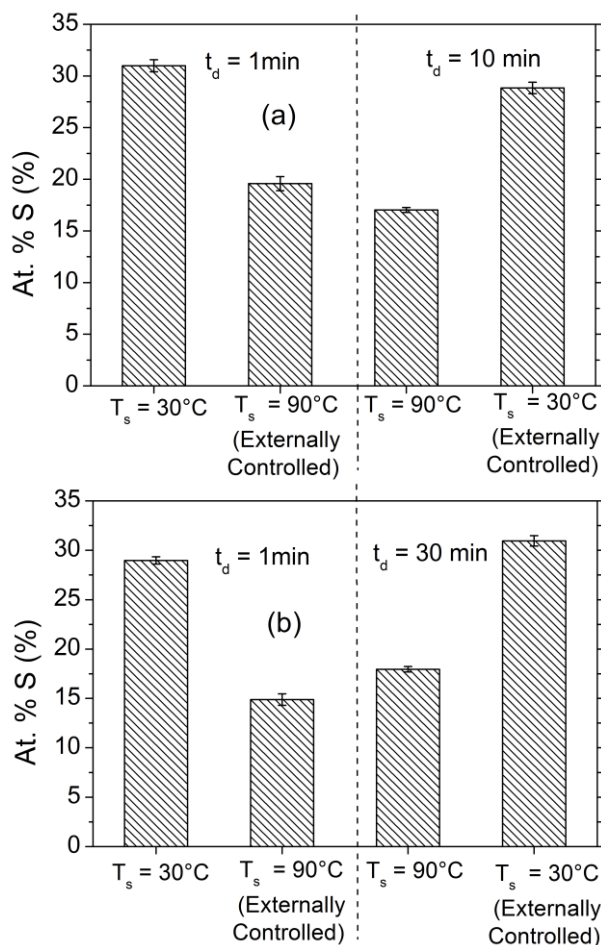 35
30
25
20
15
10
5
0
At. % S (%)
t_d = 1min
t_d = 10 min
(a)
T_s = 30°C
T_s = 90°C
(Externally
Controlled)
T_s = 90°C
T_s = 30°C
(Externally
Controlled)
35
30
25
20
15
10
5
0
At. % S (%)
t_d = 1min
t_d = 30 min
(b)
T_s = 30°C
T_s = 90°C
(Externally
Controlled)
T_s = 90°C
T_s = 30°C
(Externally
Controlled)